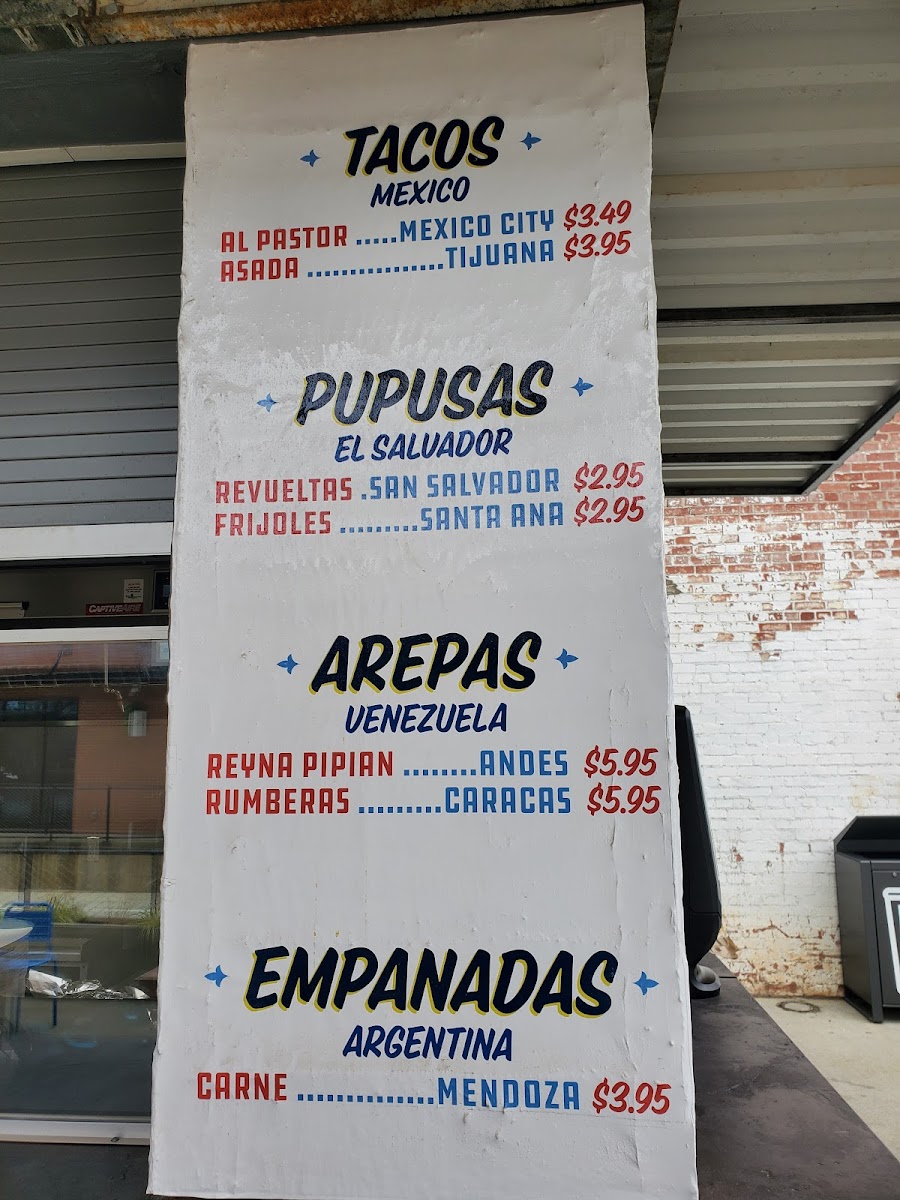 TACOS
MEXICO
AL PASTOR .....MEXICO CITY $3.49
ASADA ................TIJUANA $3.95
PUPUSAS
EL SALVADOR
REVUELTAS .SAN SALVADOR $2.95
FRIJOLES .........SANTA ANA $2.95
CAPTIVEAIRE
AREPAS
VENEZUELA
REYNA PIPIAN ........ANDES $5.95
RUMBERAS .........CARACAS $5.95
EMPANADAS
ARGENTINA
CARNE ..............MENDOZA $3.95